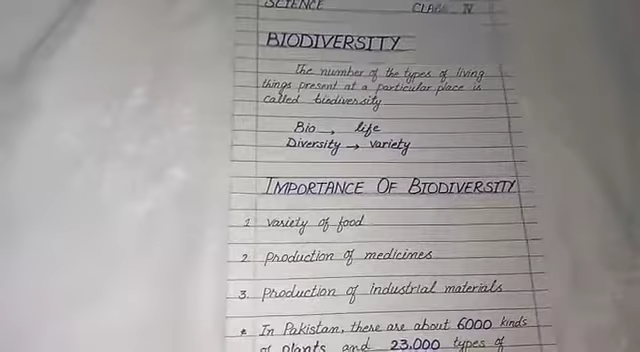 SCIENCE CLASS IV
BIODIVERSITY
The number of the types of living
things present at a particular place is
called biodiversity
Bio → life
Diversity → variety
IMPORTANCE OF BIODIVERSITY
1. variety of food
2. Production of medicines
3. Production of industrial materials
* In Pakistan, there are about 6000 kinds
of plants and 23,000 types of